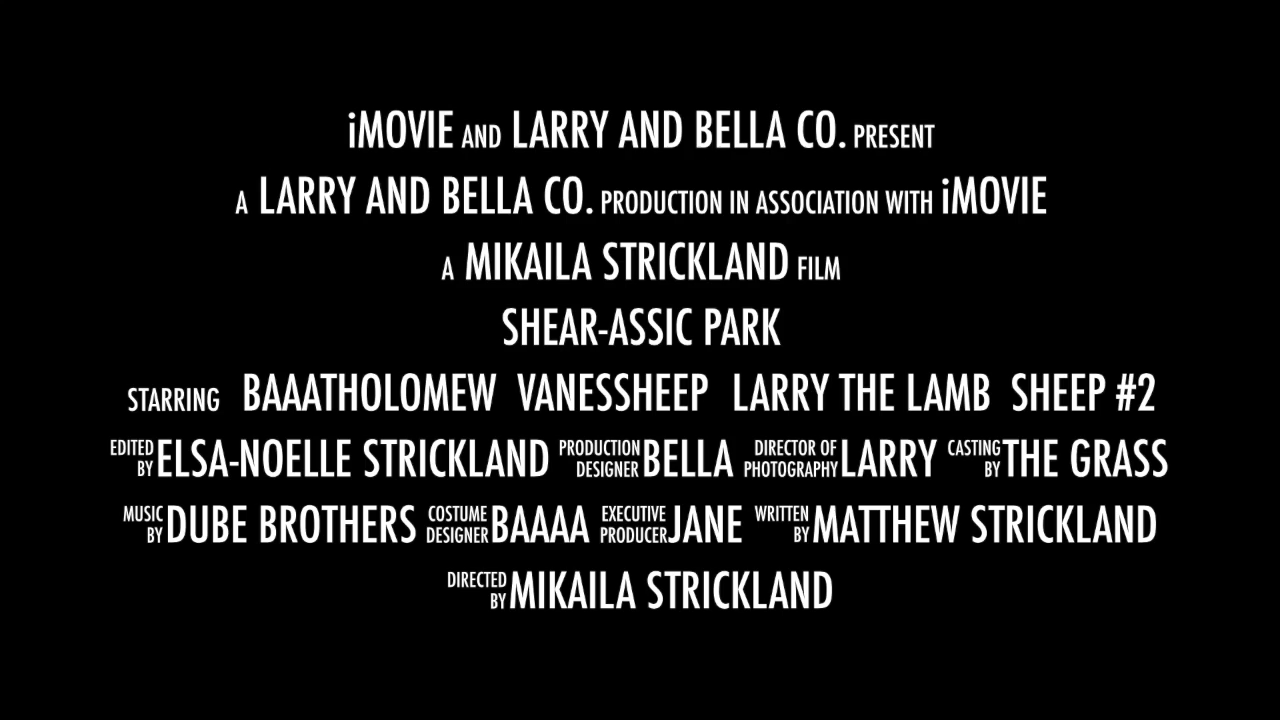 iMOVIE AND LARRY AND BELLA CO. PRESENT
A LARRY AND BELLA CO. PRODUCTION IN ASSOCIATION WITH iMOVIE
A MIKAILA STRICKLAND FILM
SHEAR-ASSIC PARK
STARRING BAAATHOLOMEW VANESSHEEP LARRY THE LAMB SHEEP #2
EDITED BY ELSA-NOELLE STRICKLAND PRODUCTION DESIGNER BELLA DIRECTOR OF PHOTOGRAPHY LARRY CASTING BY THE GRASS
MUSIC BY DUBE BROTHERS COSTUME DESIGNER BAAAA EXECUTIVE PRODUCER JANE WRITTEN BY MATTHEW STRICKLAND
DIRECTED BY MIKAILA STRICKLAND